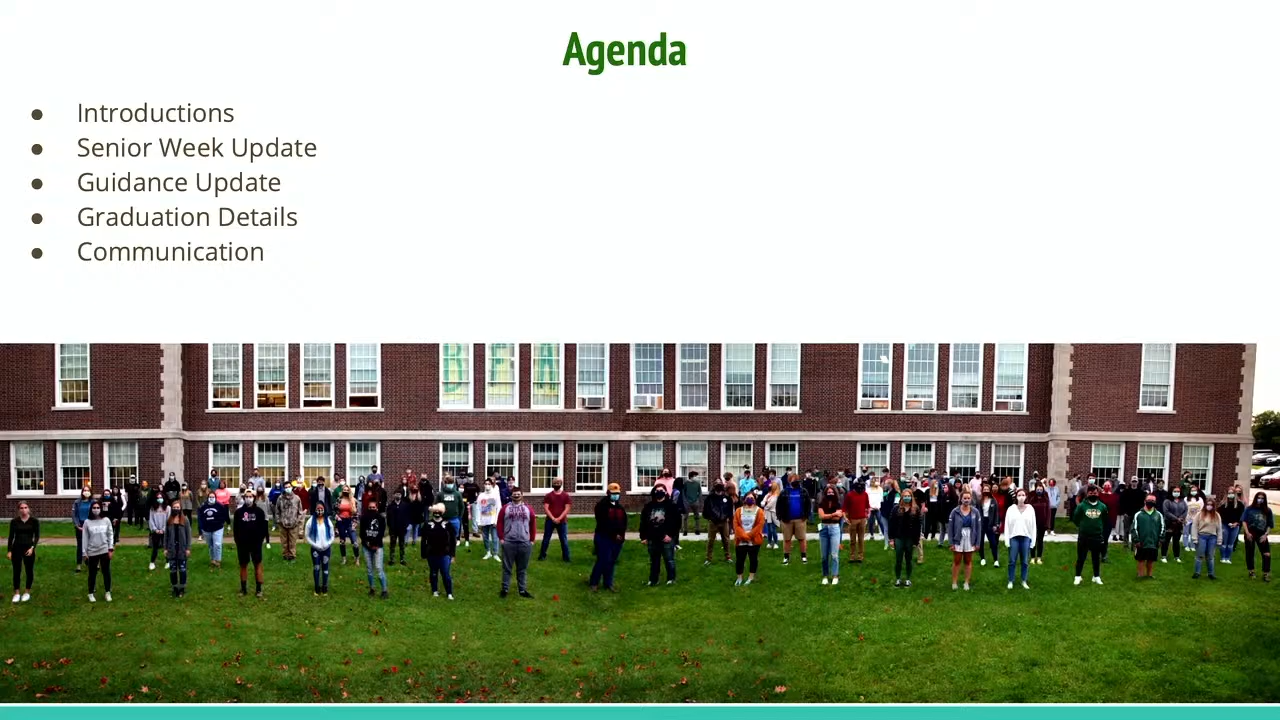 Agenda
● Introductions
● Senior Week Update
● Guidance Update
● Graduation Details
● Communication